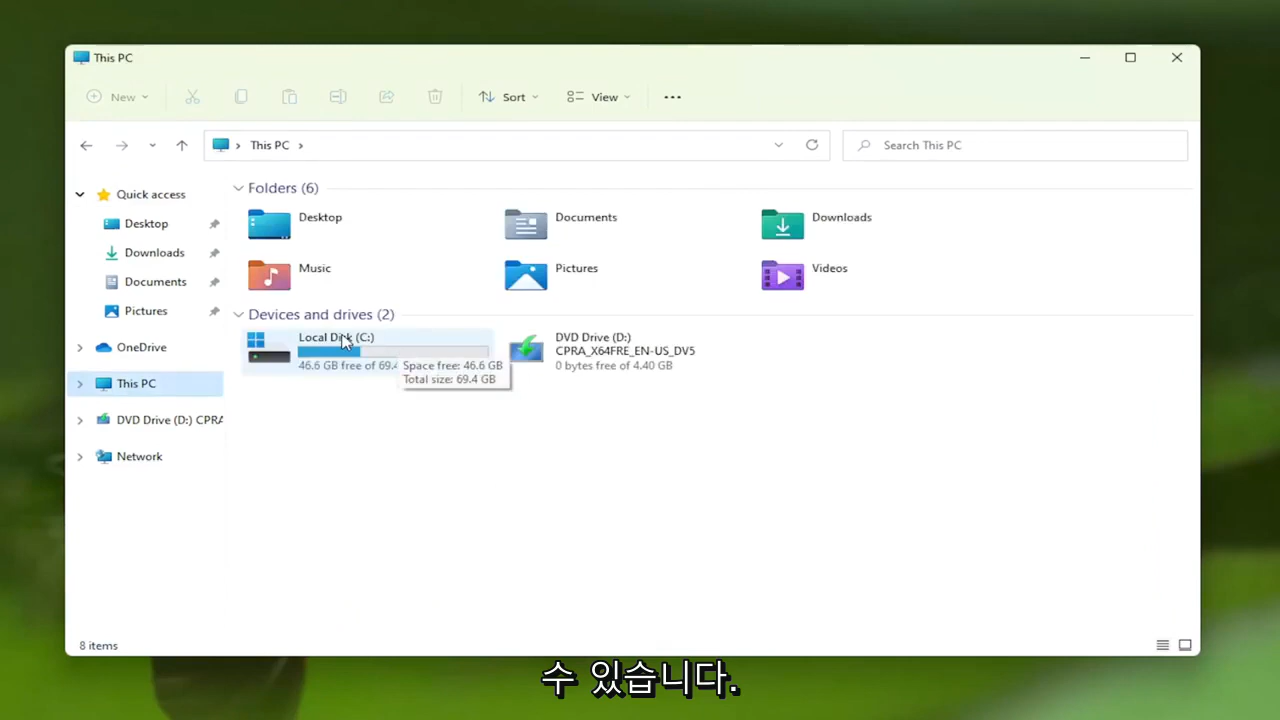 This PC
New
Sort
View
This PC
Search This PC
Quick access
Desktop
Downloads
Documents
Pictures
OneDrive
This PC
DVD Drive (D:) CPRA
Network
Folders (6)
Desktop
Documents
Downloads
Music
Pictures
Videos
Devices and drives (2)
Local Disk (C:)
46.6 GB free of 69.4
Space free: 46.6 GB
Total size: 69.4 GB
DVD Drive (D:)
CPRA_X64FRE_EN-US_DV5
0 bytes free of 4.40 GB
8 items
수 있습니다.